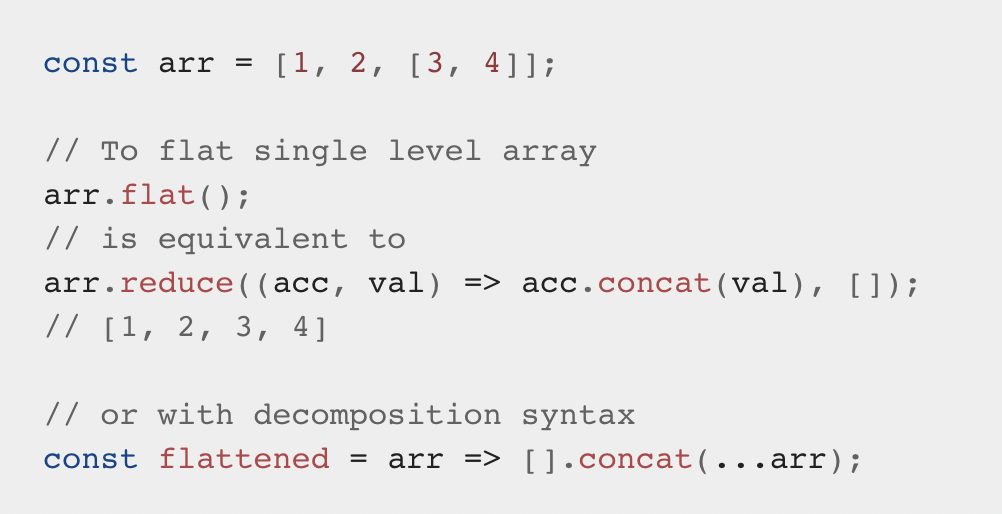 const arr = [1, 2, [3, 4]];
// To flat single level array
arr.flat();
// is equivalent to
arr.reduce((acc, val) => acc.concat(val), []);
// [1, 2, 3, 4]
// or with decomposition syntax
const flattened = arr => [].concat(...arr);